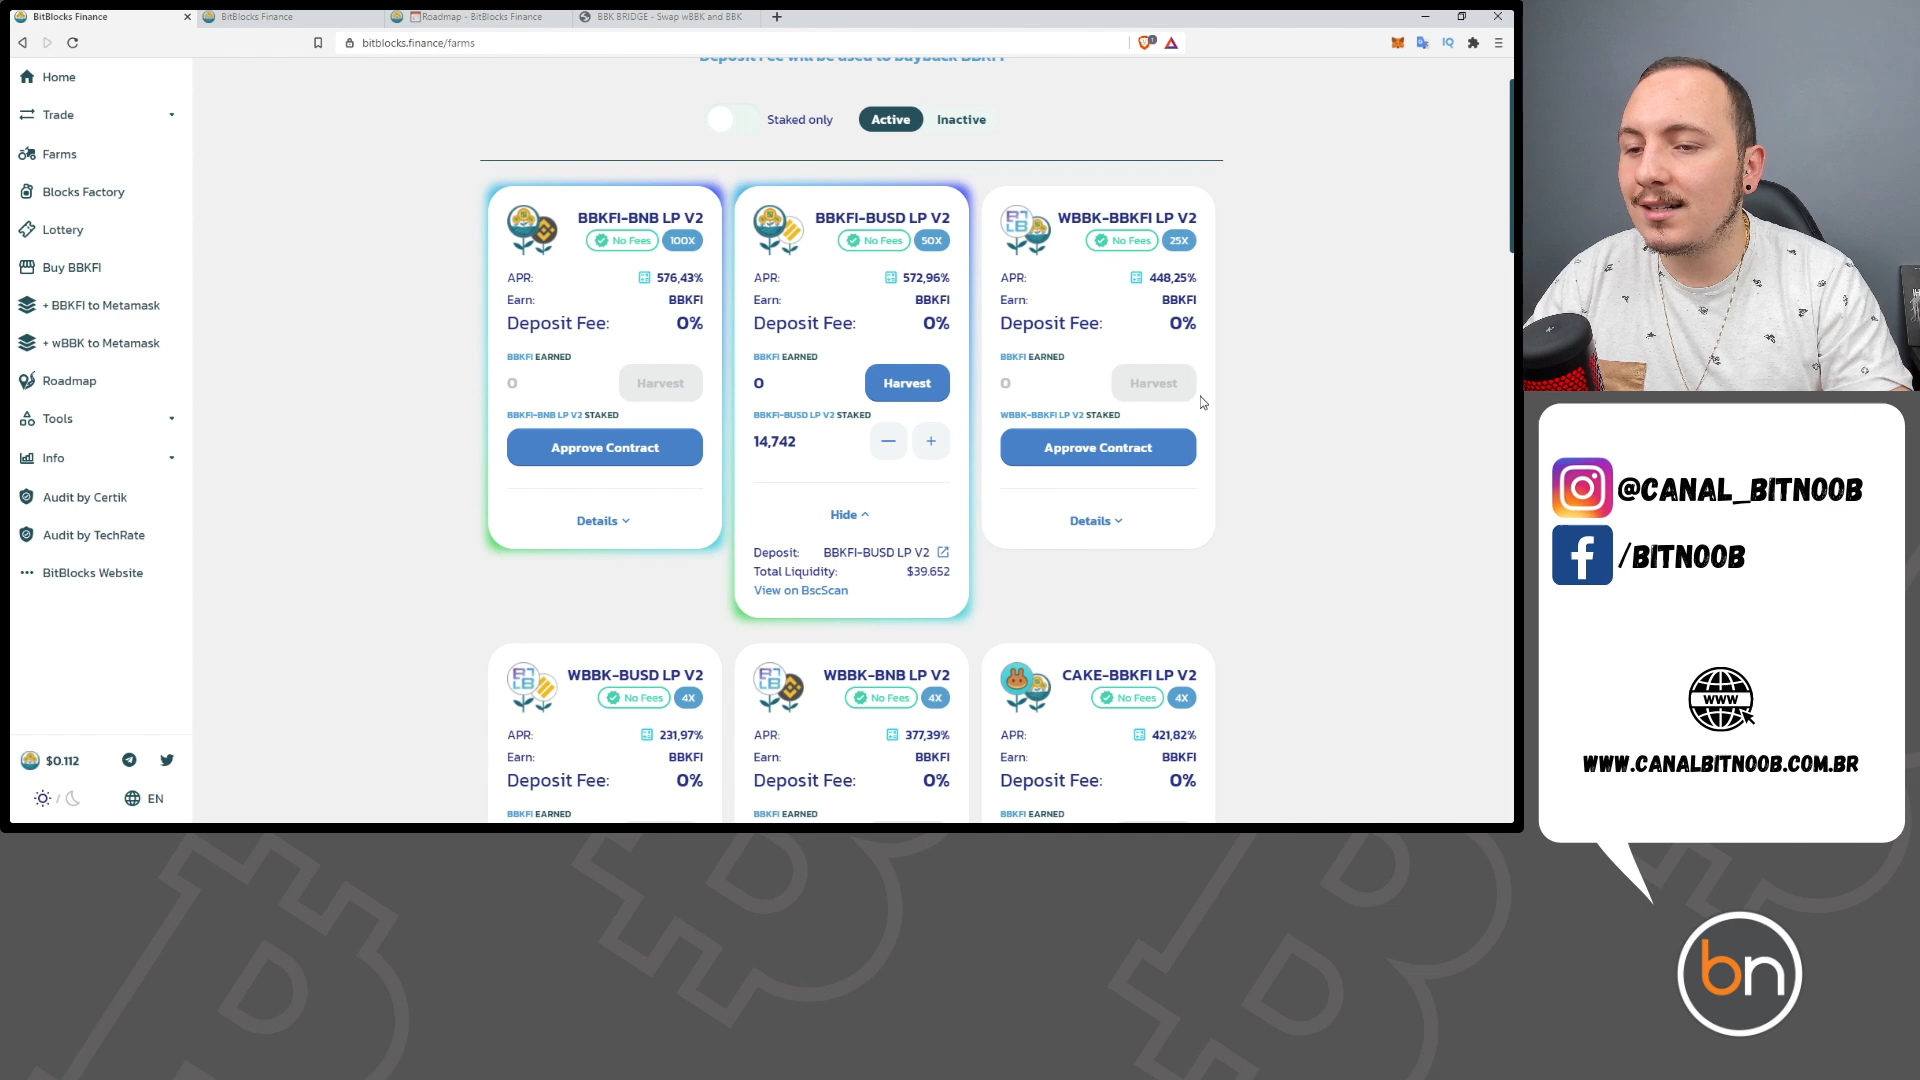 BitBlocks Finance
BitBlocks Finance
Roadmap - BitBlocks Finance
BBK BRIDGE - Swap wBBK and BBK
bitblocks.finance/farms
Home
Trade
Farms
Blocks Factory
Lottery
Buy BBKFI
+ BBKFI to Metamask
+ wBBK to Metamask
Roadmap
Tools
Info
Audit by Certik
Audit by TechRate
BitBlocks Website
$0.112
EN
Deposit Fee will be used to buyback BBKFI
Staked only
Active
Inactive
BBKFI-BNB LP V2
No Fees
100X
APR:
576,43%
Earn:
BBKFI
Deposit Fee:
0%
BBKFI EARNED
0
Harvest
BBKFI-BNB LP V2 STAKED
Approve Contract
Details
BBKFI-BUSD LP V2
No Fees
50X
APR:
572,96%
Earn:
BBKFI
Deposit Fee:
0%
BBKFI EARNED
0
Harvest
BBKFI-BUSD LP V2 STAKED
14,742
Hide
Deposit:
BBKFI-BUSD LP V2
Total Liquidity:
$39.652
View on BscScan
WBBK-BBKFI LP V2
No Fees
25X
APR:
448,25%
Earn:
BBKFI
Deposit Fee:
0%
BBKFI EARNED
0
Harvest
WBBK-BBKFI LP V2 STAKED
Approve Contract
Details
WBBK-BUSD LP V2
No Fees
4X
APR:
231,97%
Earn:
BBKFI
Deposit Fee:
0%
BBKFI EARNED
WBBK-BNB LP V2
No Fees
4X
APR:
377,39%
Earn:
BBKFI
Deposit Fee:
0%
BBKFI EARNED
CAKE-BBKFI LP V2
No Fees
4X
APR:
421,82%
Earn:
BBKFI
Deposit Fee:
0%
BBKFI EARNED
@CANAL_BITNOOB
/BITNOOB
WWW
WWW.CANALBITNOOB.COM.BR
bn